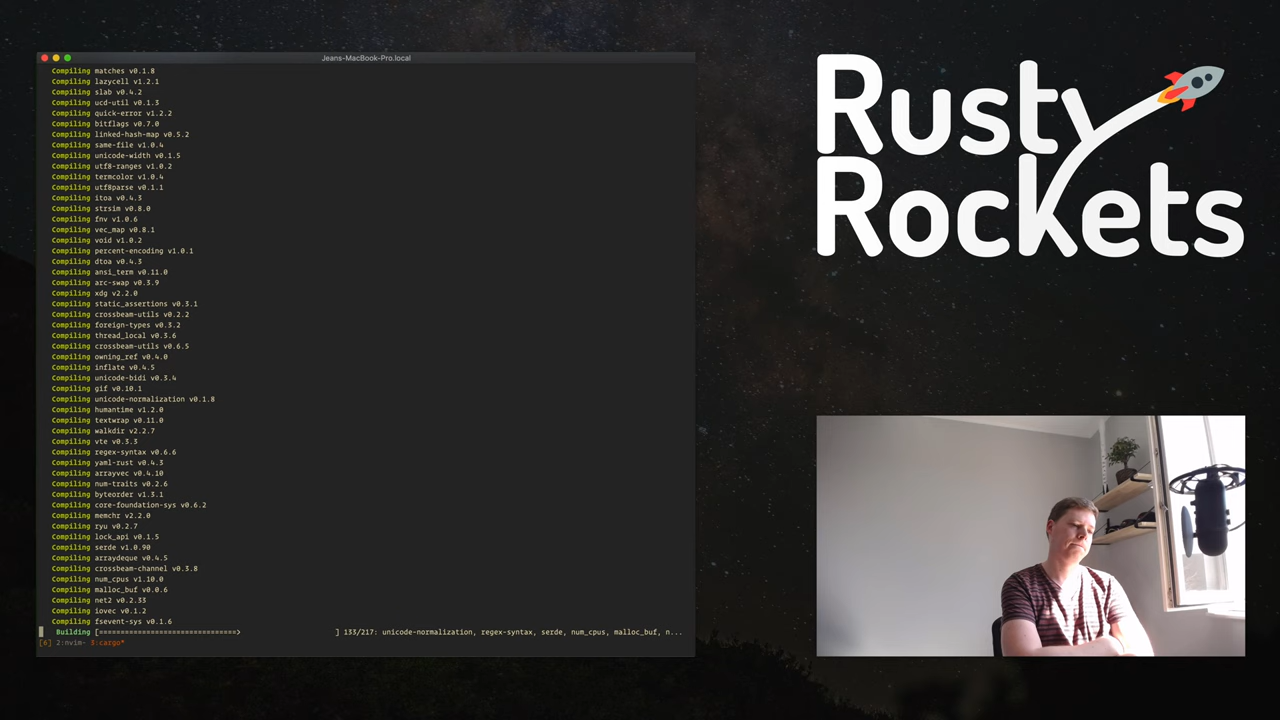 Jeans-MacBook-Pro.local
Compiling matches v0.1.8
Compiling lazycell v1.2.1
Compiling slab v0.4.2
Compiling ucd-util v0.1.3
Compiling quick-error v1.2.2
Compiling bitflags v0.7.0
Compiling linked-hash-map v0.5.2
Compiling same-file v1.0.4
Compiling unicode-width v0.1.5
Compiling utf8-ranges v1.0.2
Compiling termcolor v1.0.4
Compiling utf8parse v0.1.1
Compiling itoa v0.4.3
Compiling strsim v0.8.0
Compiling fnv v1.0.6
Compiling vec_map v0.8.1
Compiling void v1.0.2
Compiling percent-encoding v1.0.1
Compiling dtoa v0.4.3
Compiling ansi_term v0.11.0
Compiling arc-swap v0.3.9
Compiling xdg v2.2.0
Compiling static_assertions v0.3.1
Compiling crossbeam-utils v0.2.2
Compiling foreign-types v0.3.2
Compiling thread_local v0.3.6
Compiling crossbeam-utils v0.6.5
Compiling owning_ref v0.4.0
Compiling inflate v0.4.5
Compiling unicode-bidi v0.3.4
Compiling gif v0.10.1
Compiling unicode-normalization v0.1.8
Compiling humantime v1.2.0
Compiling textwrap v0.11.0
Compiling walkdir v2.2.7
Compiling vte v0.3.3
Compiling regex-syntax v0.6.6
Compiling yaml-rust v0.4.3
Compiling arrayvec v0.4.10
Compiling num-traits v0.2.6
Compiling byteorder v1.3.1
Compiling core-foundation-sys v0.6.2
Compiling memchr v2.2.0
Compiling ryu v0.2.7
Compiling lock_api v0.1.5
Compiling serde v1.0.90
Compiling arraydeque v0.4.5
Compiling crossbeam-channel v0.3.8
Compiling num_cpus v1.10.0
Compiling malloc_buf v0.0.6
Compiling net2 v0.2.33
Compiling iovec v0.1.2
Compiling fsevent-sys v0.1.6
Building [===============================> ] 133/217: unicode-normalization, regex-syntax, serde, num_cpus, malloc_buf, n...
[6] 2:nvim- 3:cargo*
Rusty
Rockets